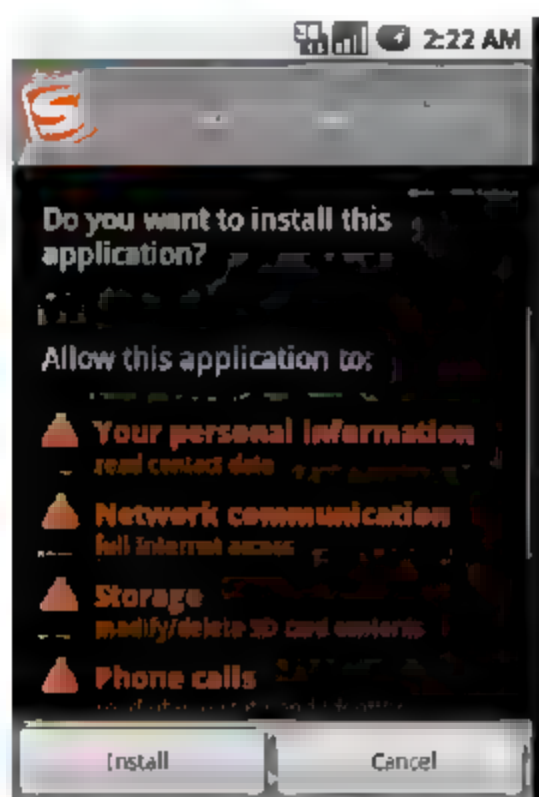 2:22 AM
Do you want to install this
application?
Allow this application to:
Your personal information
read contact data
Network communication
full Internet access
Storage
modify/delete SD card contents
Phone calls
Install
Cancel